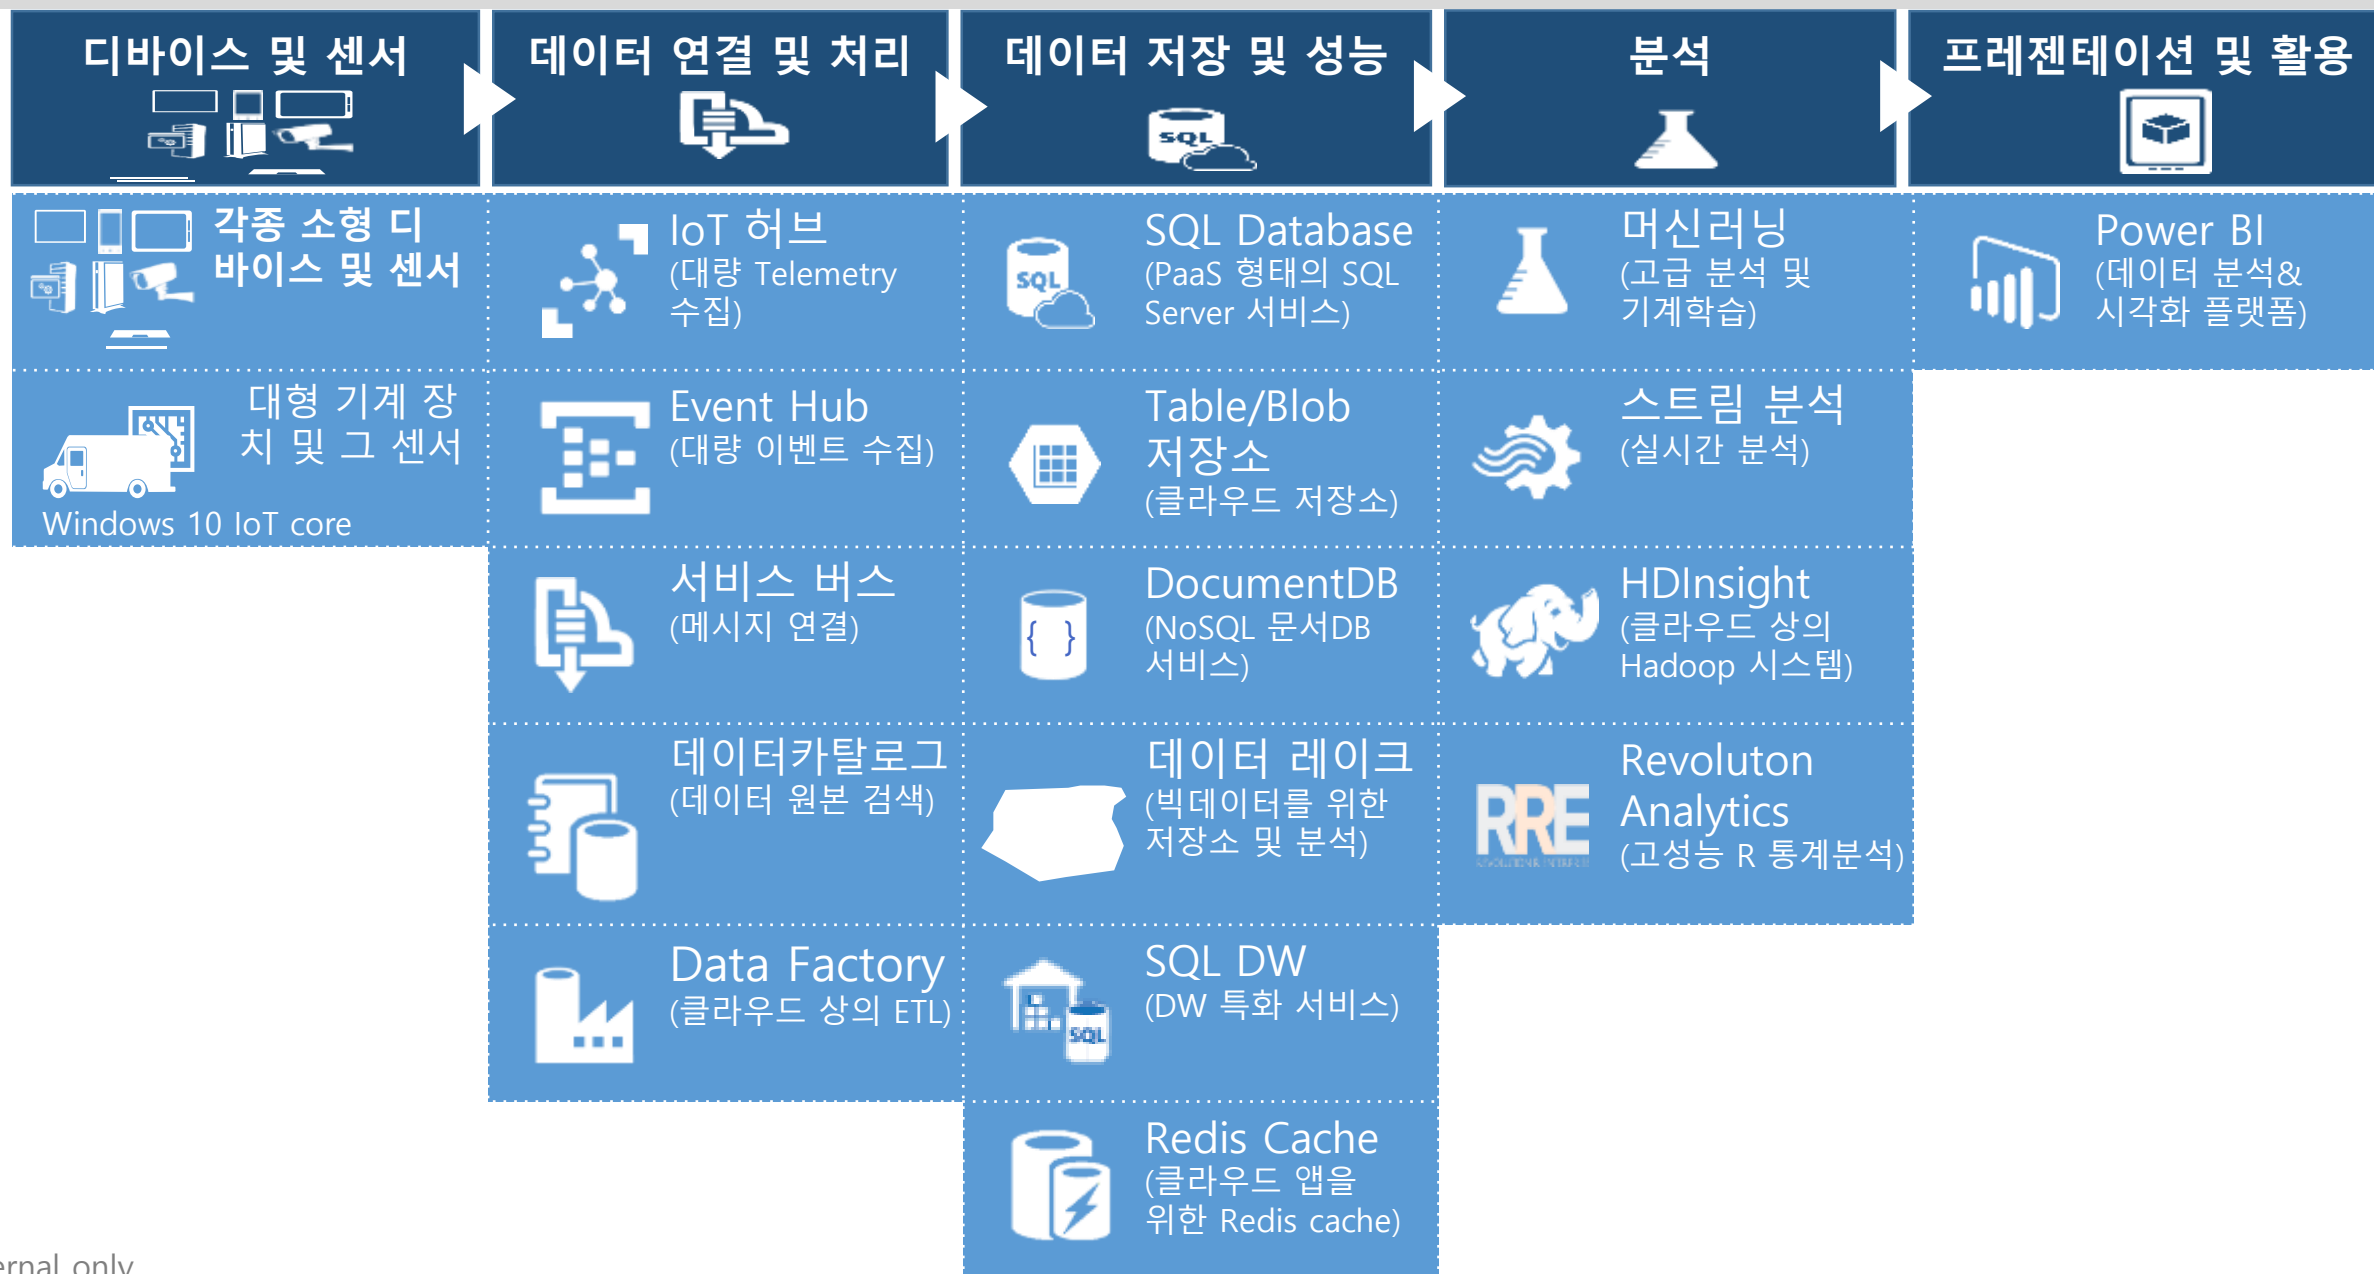 디바이스 및 센서
데이터 연결 및 처리
데이터 저장 및 성능
SQL
분석
프레젠테이션 및 활용
각종 소형 디
바이스 및 센서
대형 기계 장
치 및 그 센서
Windows 10 IoT core
IoT 허브
(대량 Telemetry
수집)
Event Hub
(대량 이벤트 수집)
서비스 버스
(메시지 연결)
데이터카탈로그
(데이터 원본 검색)
Data Factory
(클라우드 상의 ETL)
SQL
SQL Database
(PaaS 형태의 SQL
Server 서비스)
Table/Blob
저장소
(클라우드 저장소)
{ }
DocumentDB
(NoSQL 문서DB
서비스)
데이터 레이크
(빅데이터를 위한
저장소 및 분석)
SQL
SQL DW
(DW 특화 서비스)
Redis Cache
(클라우드 앱을
위한 Redis cache)
머신러닝
(고급 분석 및
기계학습)
스트림 분석
(실시간 분석)
HDInsight
(클라우드 상의
Hadoop 시스템)
RRE
Revoluton
Analytics
(고성능 R 통계분석)
Power BI
(데이터 분석&
시각화 플랫폼)
ernal only